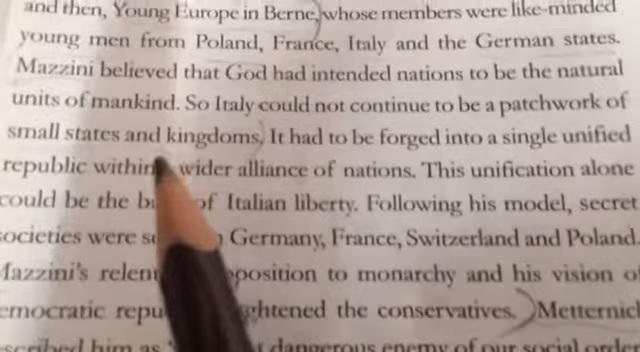 and then, Young Europe in Berne, whose members were like-minded
young men from Poland, France, Italy and the German states.
Mazzini believed that God had intended nations to be the natural
units of mankind. So Italy could not continue to be a patchwork of
small states and kingdoms. It had to be forged into a single unified
republic within wider alliance of nations. This unification alone
could be the of Italian liberty. Following his model, secret
societies were Germany, France, Switzerland and Poland.
Mazzini's position to monarchy and his vision of
democratic ghtened the conservatives. Metternich
him as dangerous enemy of our social order